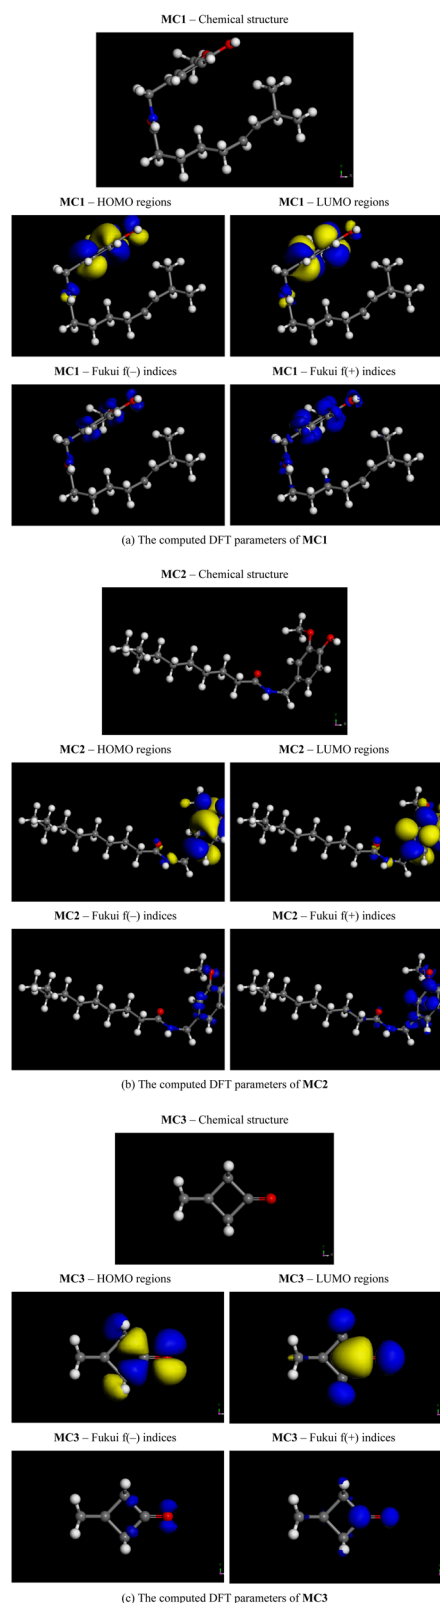 MC1 – Chemical structure
MC1 – HOMO regions
MC1 – LUMO regions
MC1 – Fukui f(–) indices
MC1 – Fukui f(+) indices
(a) The computed DFT parameters of MC1
MC2 – Chemical structure
MC2 – HOMO regions
MC2 – LUMO regions
MC2 – Fukui f(–) indices
MC2 – Fukui f(+) indices
(b) The computed DFT parameters of MC2
MC3 – Chemical structure
MC3 – HOMO regions
MC3 – LUMO regions
MC3 – Fukui f(–) indices
MC3 – Fukui f(+) indices
(c) The computed DFT parameters of MC3